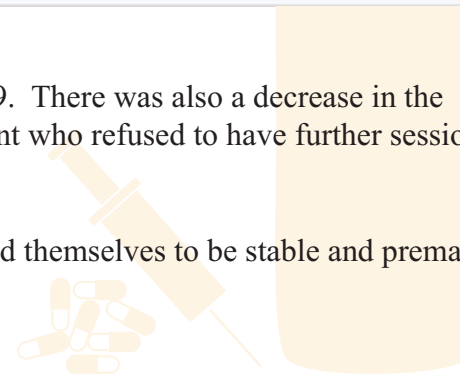 9. There was also a decrease in the
nt who refused to have further sessio
d themselves to be stable and prema